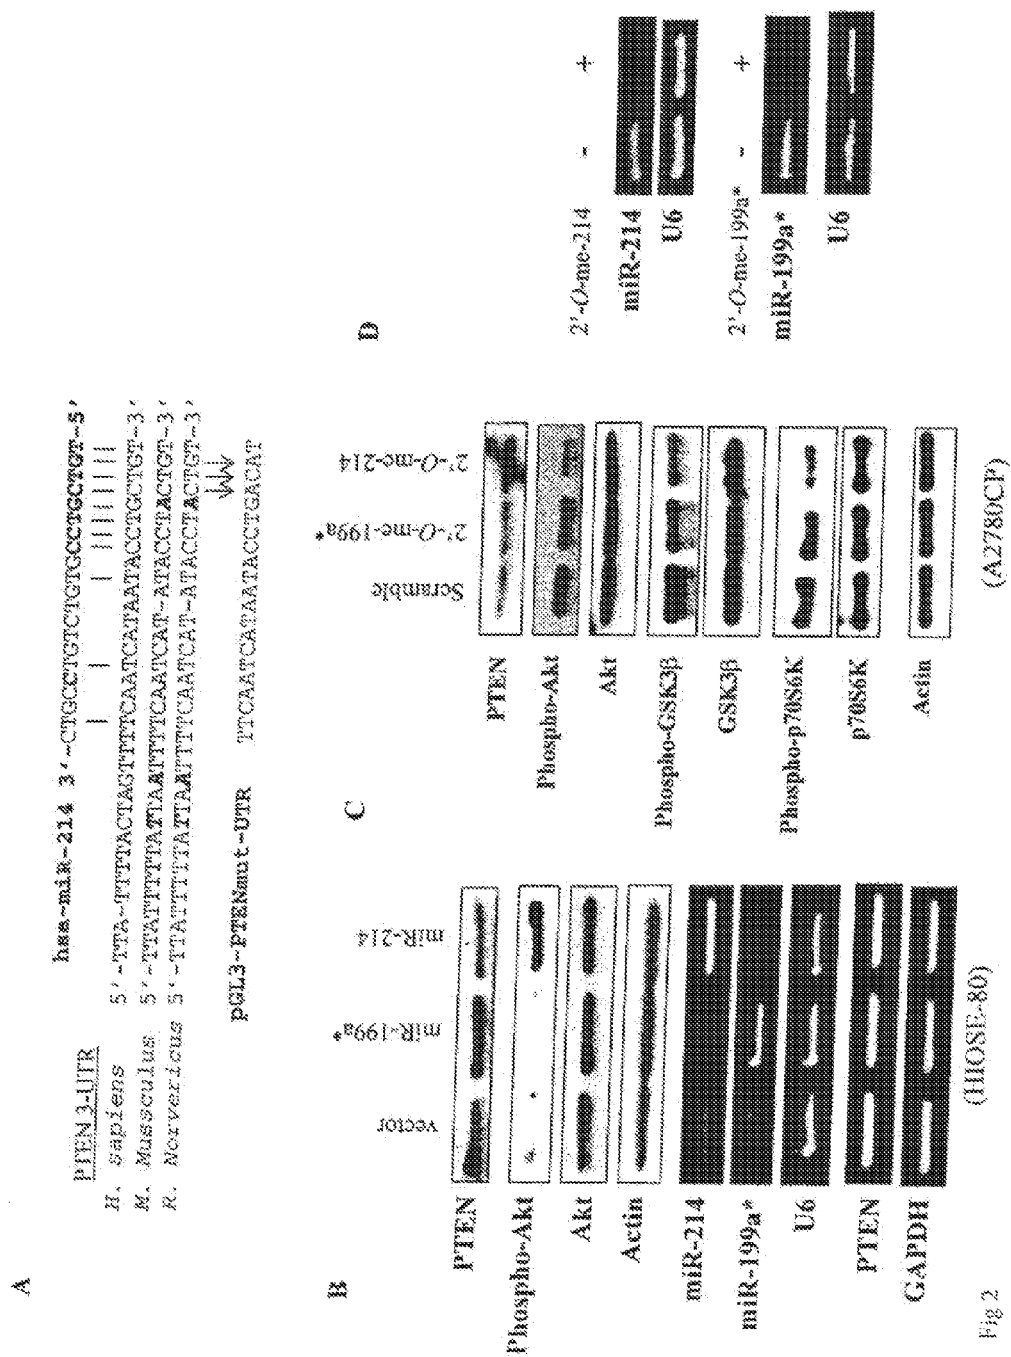 A
hsa-miR-214 3'-CTGCCTGTCTGTGCCTGCTGT-5'
PTEN 3-UTR
H. Sapiens 5'-TTA-TTTTACTAGTTTTCAATCATAATACCTGCTGT-3'
M. Musculus 5'-TTATTTTTATTAATTTCAATCAT-ATACCTACTGT-3'
R. Norvericus 5'-TTATTTTTATTAATTTTCAATCAT-ATACCTACTGT-3'
pGL3-PTENmut-UTR TTCAATCATAATACCTGACAT
B
vector
miR-199a*
miR-214
PTEN
Phospho-Akt
Akt
Actin
miR-214
miR-199a*
U6
PTEN
GAPDH
(HIOSE-80)
C
Scramble
2'-O-me-199a*
2'-O-me-214
PTEN
Phospho-Akt
Akt
Phospho-GSK3β
GSK3β
Phospho-p70S6K
p70S6K
Actin
(A2780CP)
D
2'-O-me-214 - +
miR-214
U6
2'-O-me-199a* - +
miR-199a*
U6
Fig 2